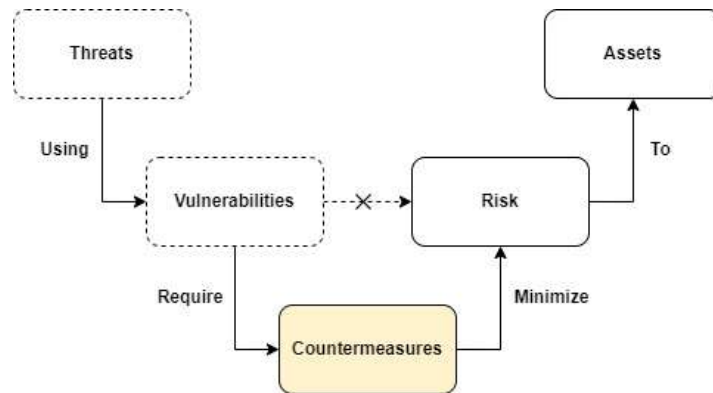 Threats
Assets
Using
To
Vulnerabilities
Risk
Require
Minimize
Countermeasures